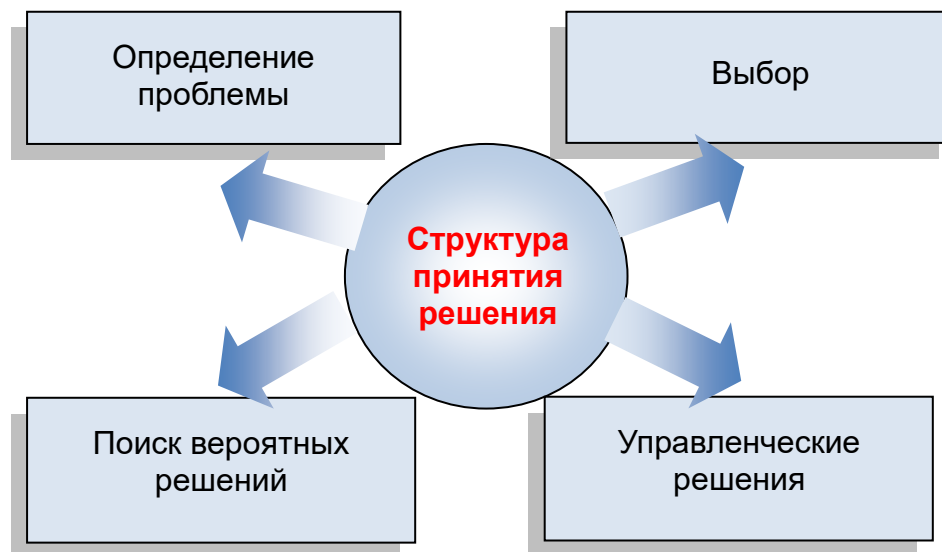 Определение
проблемы
Выбор
Структура
принятия
решения
Поиск вероятных
решений
Управленческие
решения